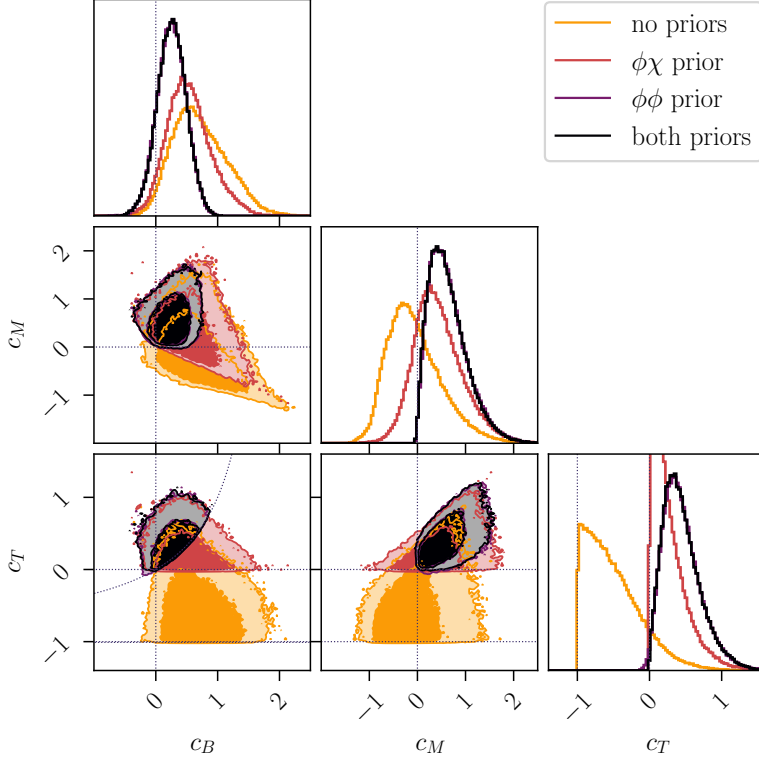 no priors
ϕχ prior
ϕϕ prior
both priors
c_M
2
1
0
−1
c_T
1
0
−1
0
1
2
−1
0
1
2
−1
0
1
c_B
c_M
c_T